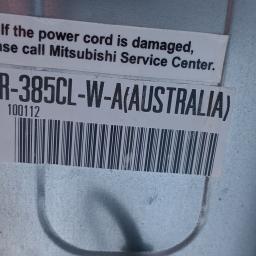 If the power cord is damaged,
ase call Mitsubishi Service Center.
R-385CL-W-A(AUSTRALIA)
100112